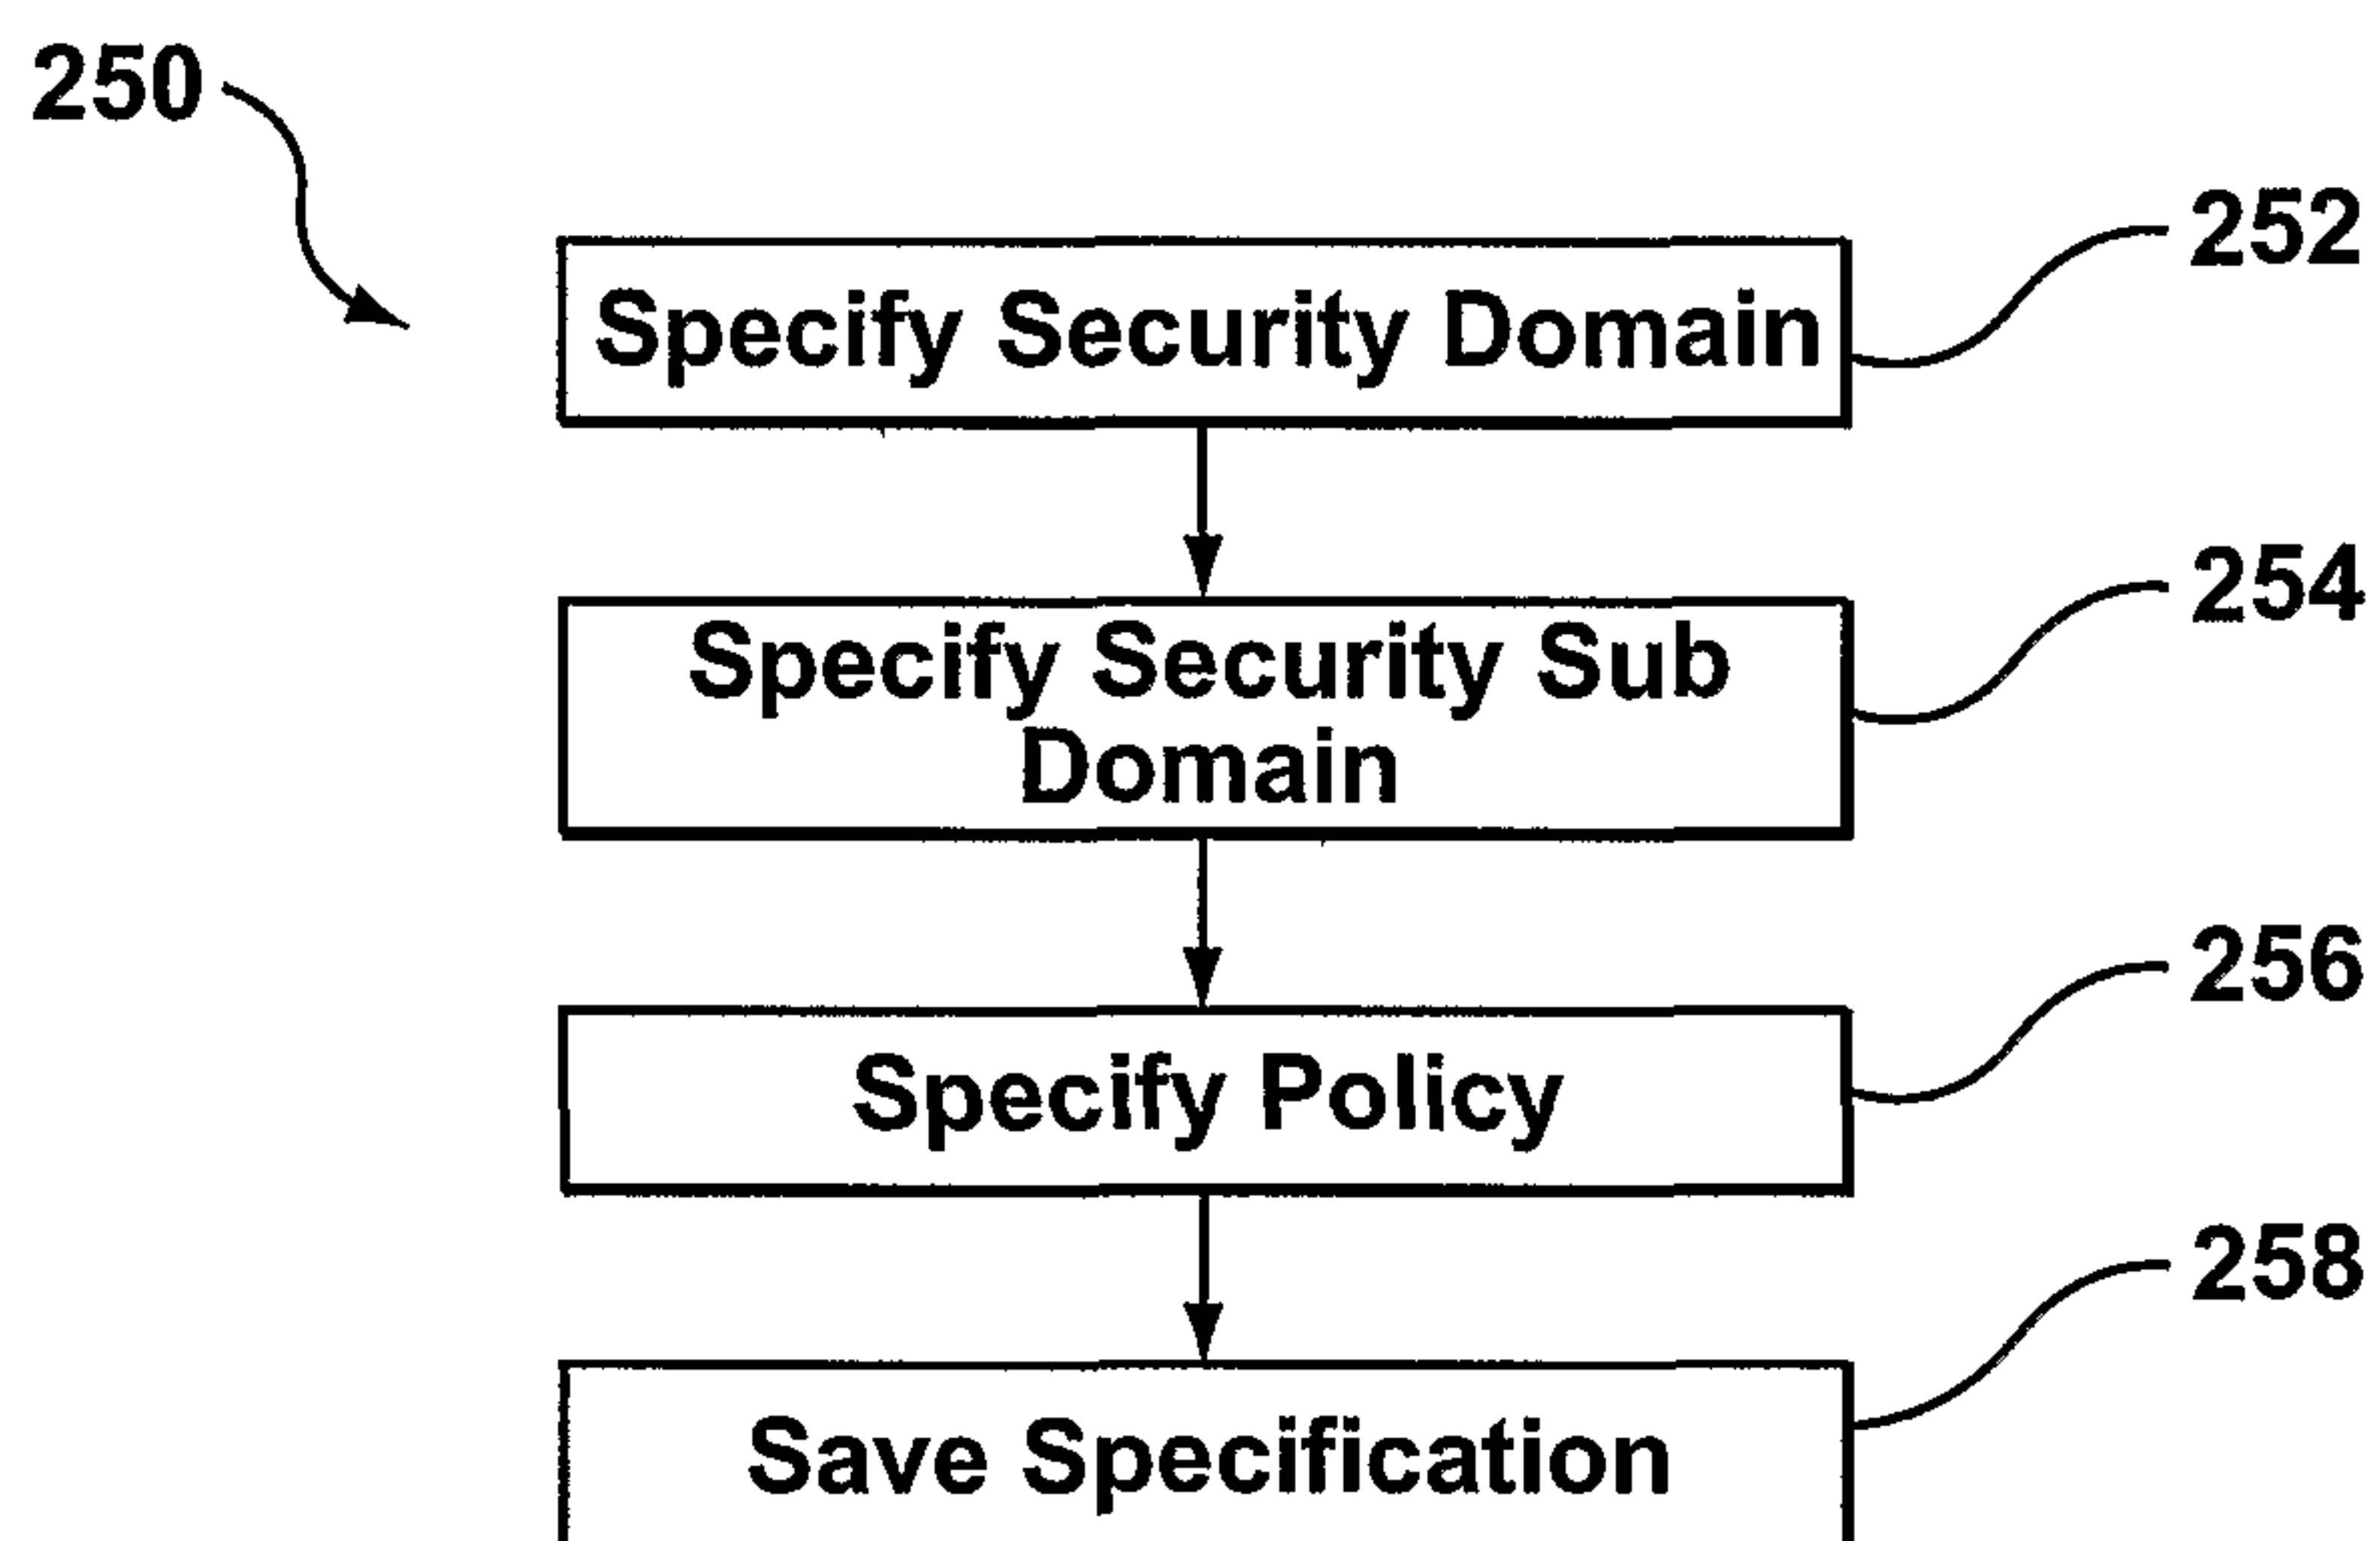 250
252
Specify Security Domain
254
Specify Security Sub
Domain
256
Specify Policy
258
Save Specification